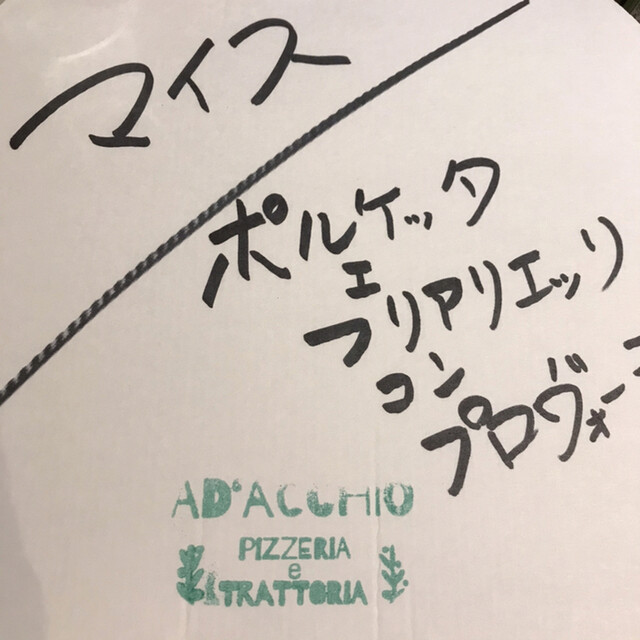 マイス
ポルケッタ
エ
フリアリエッリ
コン
プロヴォー
AD'ACCHIO
PIZZERIA
e
TRATTORIA